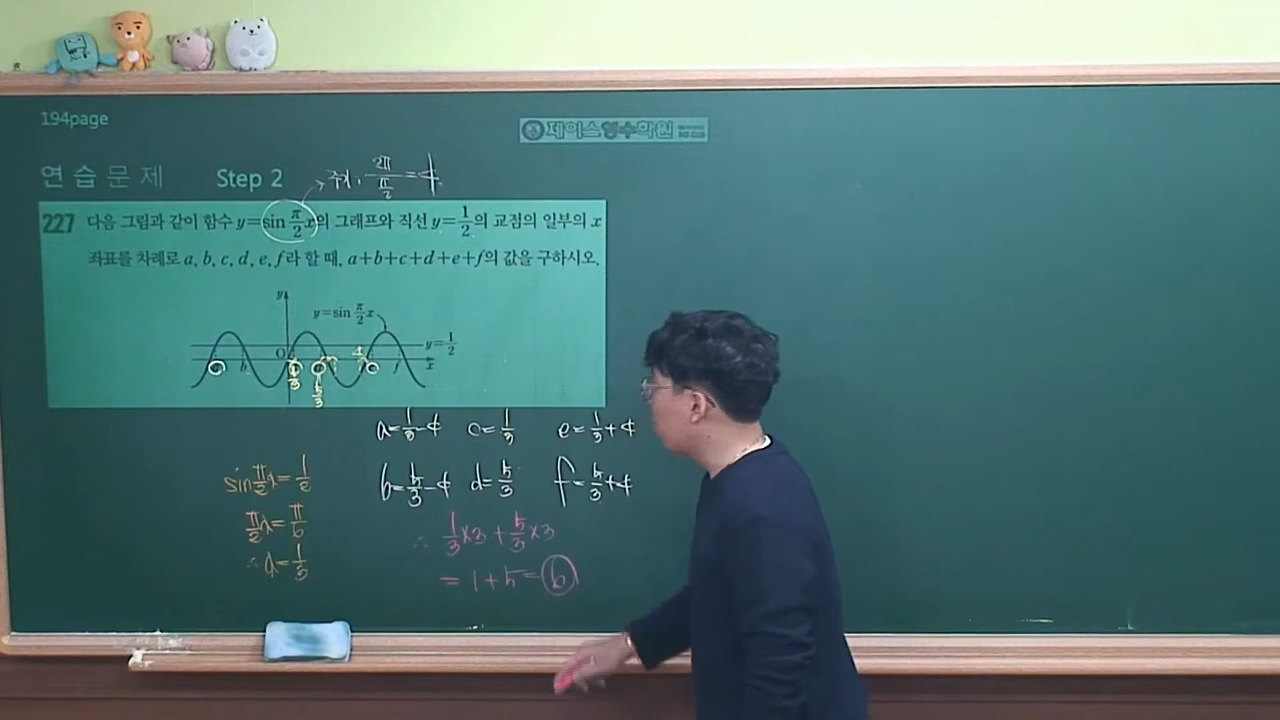 194page
제이스영수학원
연습문제 Step 2
주기: 2π/(π/2)=4
227 다음 그림과 같이 함수 y=sin π/2 x의 그래프와 직선 y=1/2의 교점의 일부의 x
좌표를 차례로 a, b, c, d, e, f라 할 때, a+b+c+d+e+f의 값을 구하시오.
y
y=sin π/2 x
y=1/2
O
x
b
f
4
1/3
5/3
a=1/3-4 c=1/3 e=1/3+4
b=5/3-4 d=5/3 f=5/3+4
sin π/2 x=1/2
π/2 x=π/6
∴ x=1/3
∴ 1/3×3+5/3×3
=1+5=6